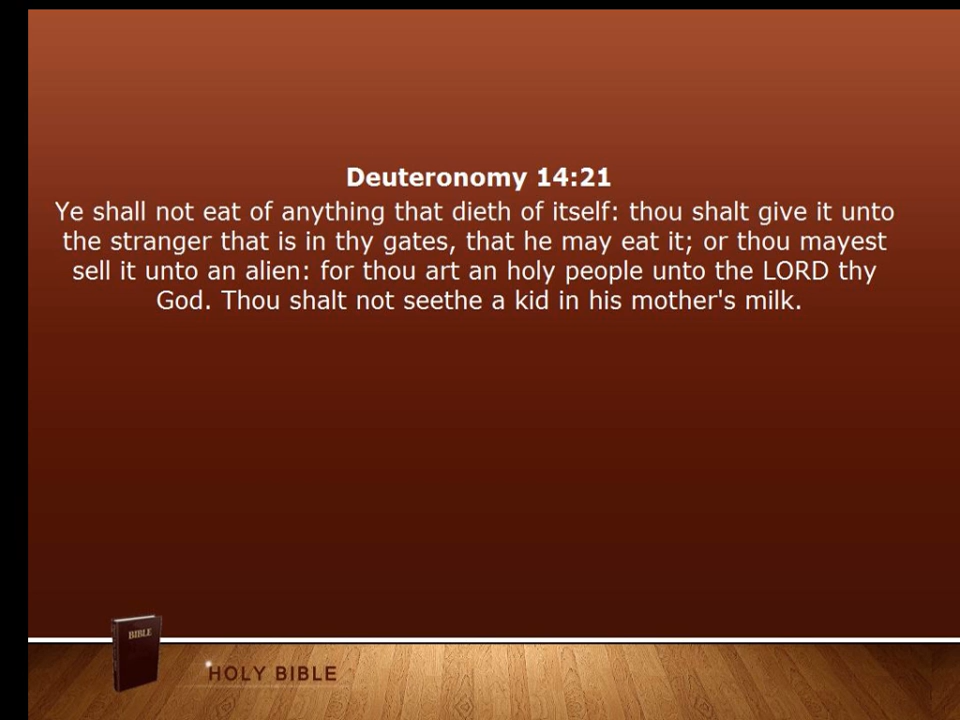 Deuteronomy 14:21
Ye shall not eat of anything that dieth of itself: thou shalt give it unto
the stranger that is in thy gates, that he may eat it; or thou mayest
sell it unto an alien: for thou art an holy people unto the LORD thy
God. Thou shalt not seethe a kid in his mother's milk.
BIBLE
HOLY BIBLE